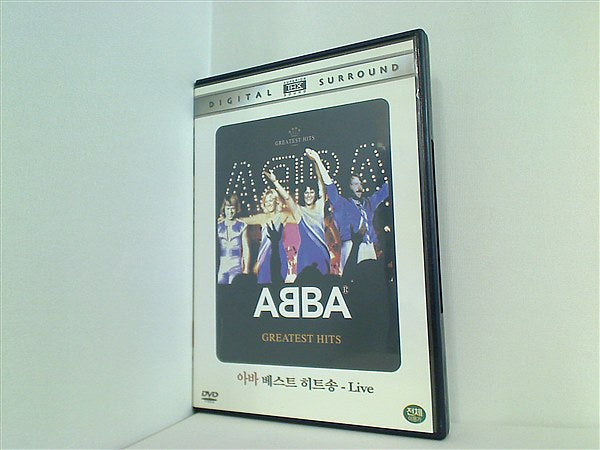 DIGITAL THX SURROUND
GREATEST HITS
ABBA
ABBA
GREATEST HITS
아바 베스트 히트송 - Live
DVD
전체